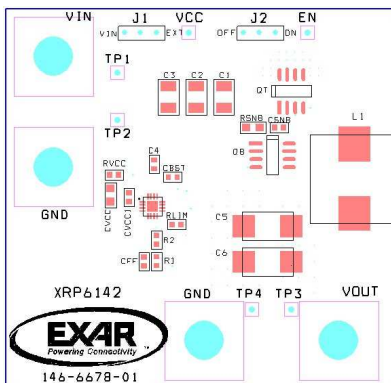 VIN J1 VCC J2 EN
VIN EXT OFF ON
TP1
C3 C2 C1
QT
TP2
RSNB CSNB
L1
QB
C4
RVCC CBST
GND
CVCC CVCC1
RLIM
C5
R2
C6
CFF R1
XRP6142 GND TP4 TP3 VOUT
EXAR
Powering Connectivity
146-6678-01